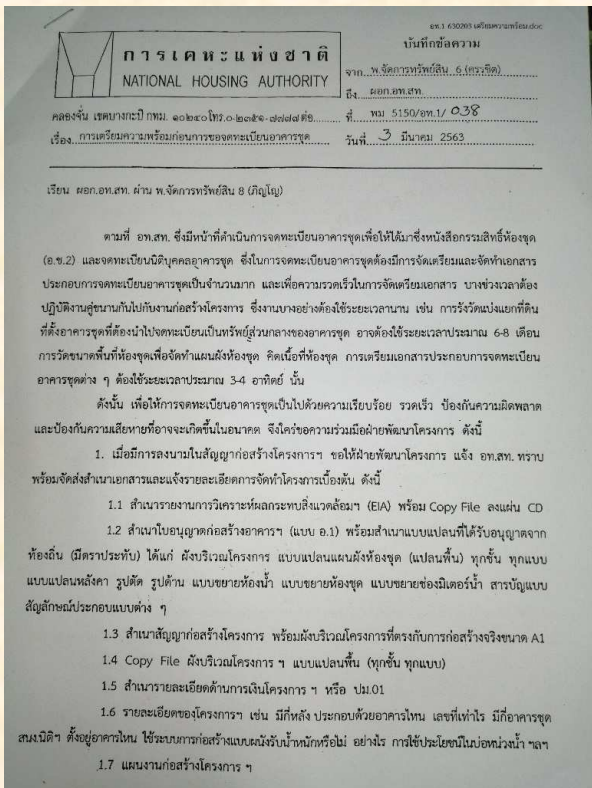 อท.1 630203 เตรียมความพร้อม.doc
การเคหะแห่งชาติ
NATIONAL HOUSING AUTHORITY
บันทึกข้อความ
จาก พ.จัดการทรัพย์สิน 6 (ครรชิต)
ถึง ผอก.อท.สท.
คลองจั่น เขตบางกะปิ กทม. ๑๐๒๔๐ โทร.๐-๒๓๕๑-๗๗๗๗ ต่อ
ที่ พม 5150/อท.1/ 038
เรื่อง การเตรียมความพร้อมก่อนการขอจดทะเบียนอาคารชุด
วันที่ 3 มีนาคม 2563
เรียน ผอก.อท.สท. ผ่าน พ.จัดการทรัพย์สิน 8 (ภิญโญ)
ตามที่ อท.สท. ซึ่งมีหน้าที่ดำเนินการจดทะเบียนอาคารชุดเพื่อให้ได้มาซึ่งหนังสือกรรมสิทธิ์ห้องชุด
(อ.ช.2) และจดทะเบียนนิติบุคคลอาคารชุด ซึ่งในการจดทะเบียนอาคารชุดต้องมีการจัดเตรียมและจัดทำเอกสาร
ประกอบการจดทะเบียนอาคารชุดเป็นจำนวนมาก และเพื่อความรวดเร็วในการจัดเตรียมเอกสาร บางช่วงเวลาต้อง
ปฏิบัติงานคู่ขนานกันไปกับงานก่อสร้างโครงการ ซึ่งงานบางอย่างต้องใช้ระยะเวลานาน เช่น การรังวัดแบ่งแยกที่ดิน
ที่ตั้งอาคารชุดที่ต้องนำไปจดทะเบียนเป็นทรัพย์ส่วนกลางของอาคารชุด อาจต้องใช้ระยะเวลาประมาณ 6-8 เดือน
การวัดขนาดพื้นที่ห้องชุดเพื่อจัดทำแผนผังห้องชุด คิดเนื้อที่ห้องชุด การเตรียมเอกสารประกอบการจดทะเบียน
อาคารชุดต่าง ๆ ต้องใช้ระยะเวลาประมาณ 3-4 อาทิตย์ นั้น
ดังนั้น เพื่อให้การจดทะเบียนอาคารชุดเป็นไปด้วยความเรียบร้อย รวดเร็ว ป้องกันความผิดพลาด
และป้องกันความเสียหายที่อาจจะเกิดขึ้นในอนาคต จึงใคร่ขอความร่วมมือฝ่ายพัฒนาโครงการ ดังนี้
1. เมื่อมีการลงนามในสัญญาก่อสร้างโครงการฯ ขอให้ฝ่ายพัฒนาโครงการ แจ้ง อท.สท. ทราบ
พร้อมจัดส่งสำเนาเอกสารและแจ้งรายละเอียดการจัดทำโครงการเบื้องต้น ดังนี้
1.1 สำเนารายงานการวิเคราะห์ผลกระทบสิ่งแวดล้อมฯ (EIA) พร้อม Copy File ลงแผ่น CD
1.2 สำเนาใบอนุญาตก่อสร้างอาคารฯ (แบบ อ.1) พร้อมสำเนาแบบแปลนที่ได้รับอนุญาตจาก
ท้องถิ่น (มีตราประทับ) ได้แก่ ผังบริเวณโครงการ แบบแปลนแผนผังห้องชุด (แปลนพื้น) ทุกชั้น ทุกแบบ
แบบแปลนหลังคา รูปตัด รูปด้าน แบบขยายห้องน้ำ แบบขยายห้องชุด แบบขยายช่องมิเตอร์น้ำ สารบัญแบบ
สัญลักษณ์ประกอบแบบต่าง ๆ
1.3 สำเนาสัญญาก่อสร้างโครงการ พร้อมผังบริเวณโครงการที่ตรงกับการก่อสร้างจริงขนาด A1
1.4 Copy File ผังบริเวณโครงการ ฯ แบบแปลนพื้น (ทุกชั้น ทุกแบบ)
1.5 สำเนารายละเอียดด้านการเงินโครงการ ฯ หรือ ปม.01
1.6 รายละเอียดของโครงการฯ เช่น มีกี่หลัง ประกอบด้วยอาคารไหน เลขที่เท่าไร มีกี่อาคารชุด
สนง.นิติฯ ตั้งอยู่อาคารไหน ใช้ระบบการก่อสร้างแบบผนังรับน้ำหนักหรือไม่ อย่างไร การใช้ประโยชน์ในบ่อหน่วงน้ำ ฯลฯ
1.7 แผนงานก่อสร้างโครงการ ฯ